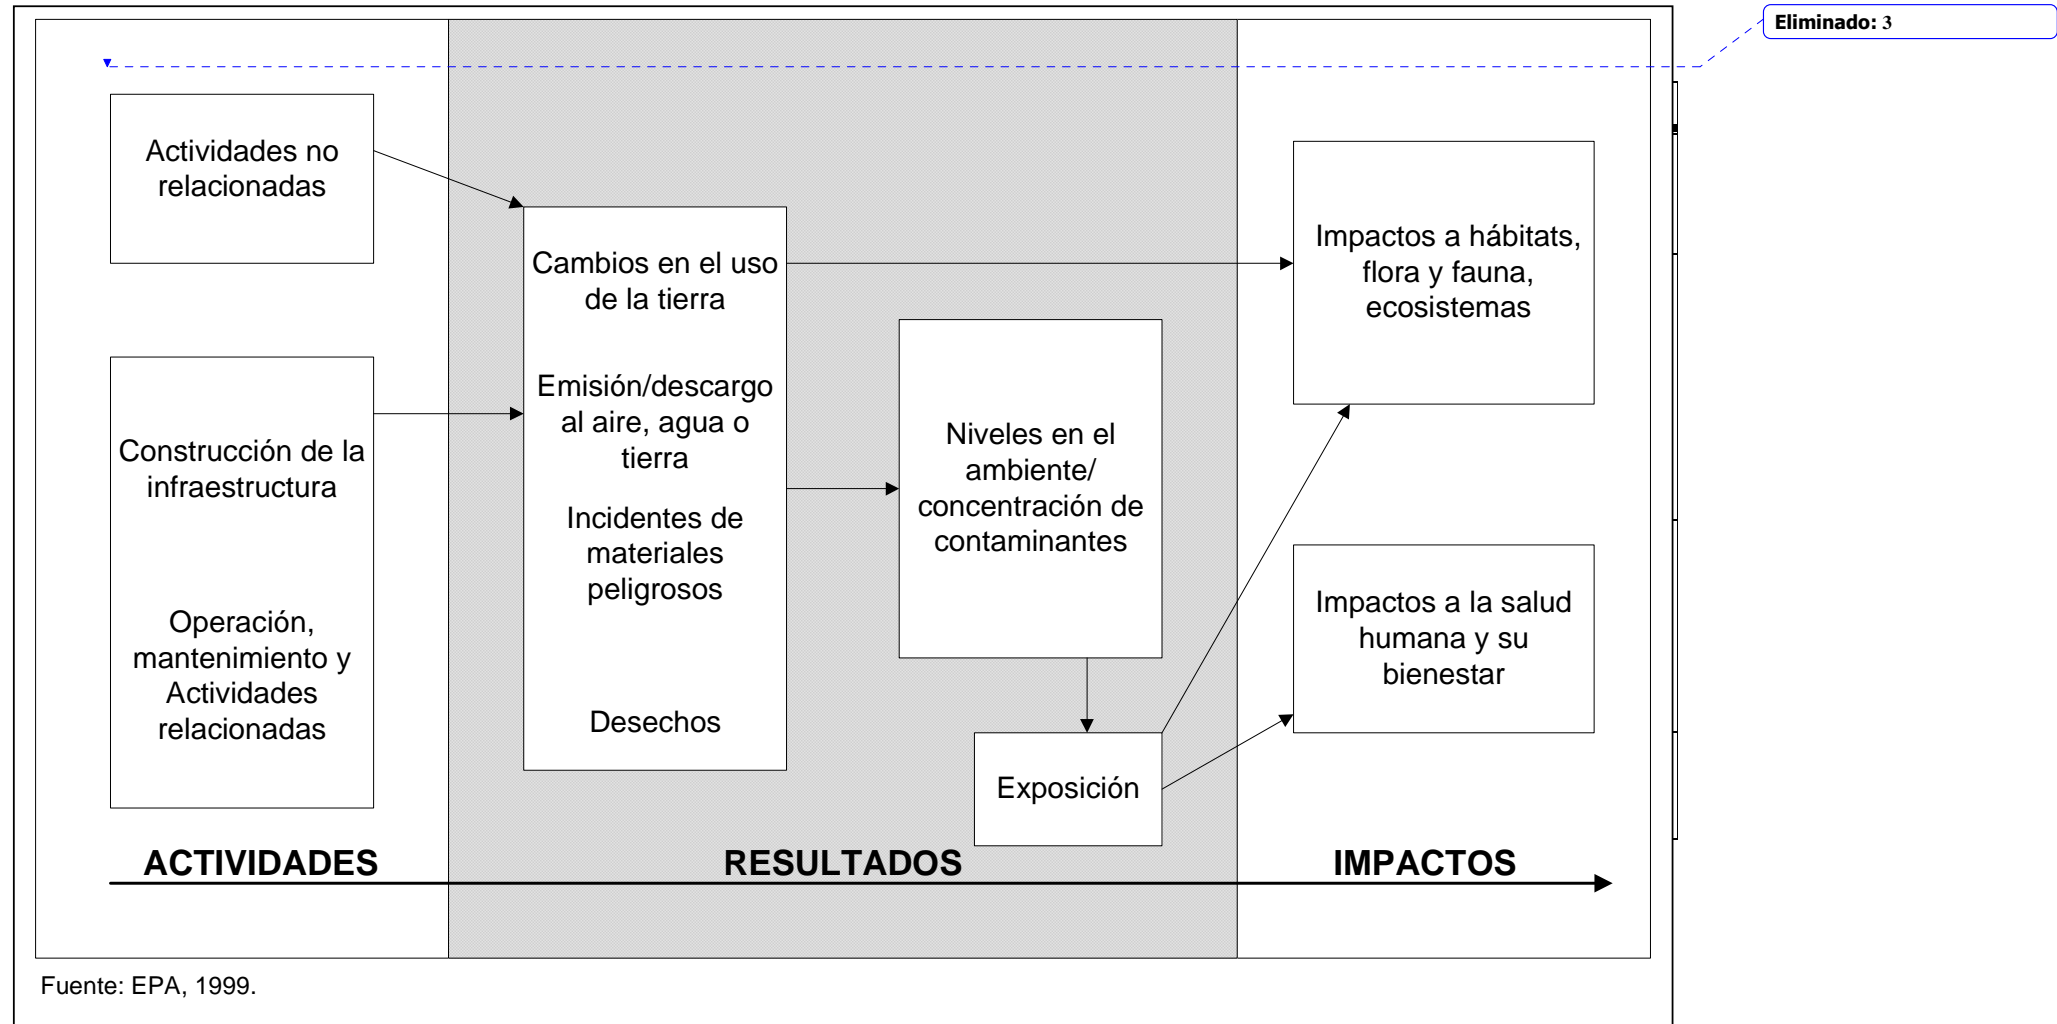 Eliminado: 3
Actividades no
relacionadas
Construcción de la
infraestructura
Operación,
mantenimiento y
Actividades
relacionadas
Cambios en el uso
de la tierra
Emisión/descargo
al aire, agua o
tierra
Incidentes de
materiales
peligrosos
Desechos
Niveles en el
ambiente/
concentración de
contaminantes
Exposición
Impactos a hábitats,
flora y fauna,
ecosistemas
Impactos a la salud
humana y su
bienestar
ACTIVIDADES
RESULTADOS
IMPACTOS
Fuente: EPA, 1999.